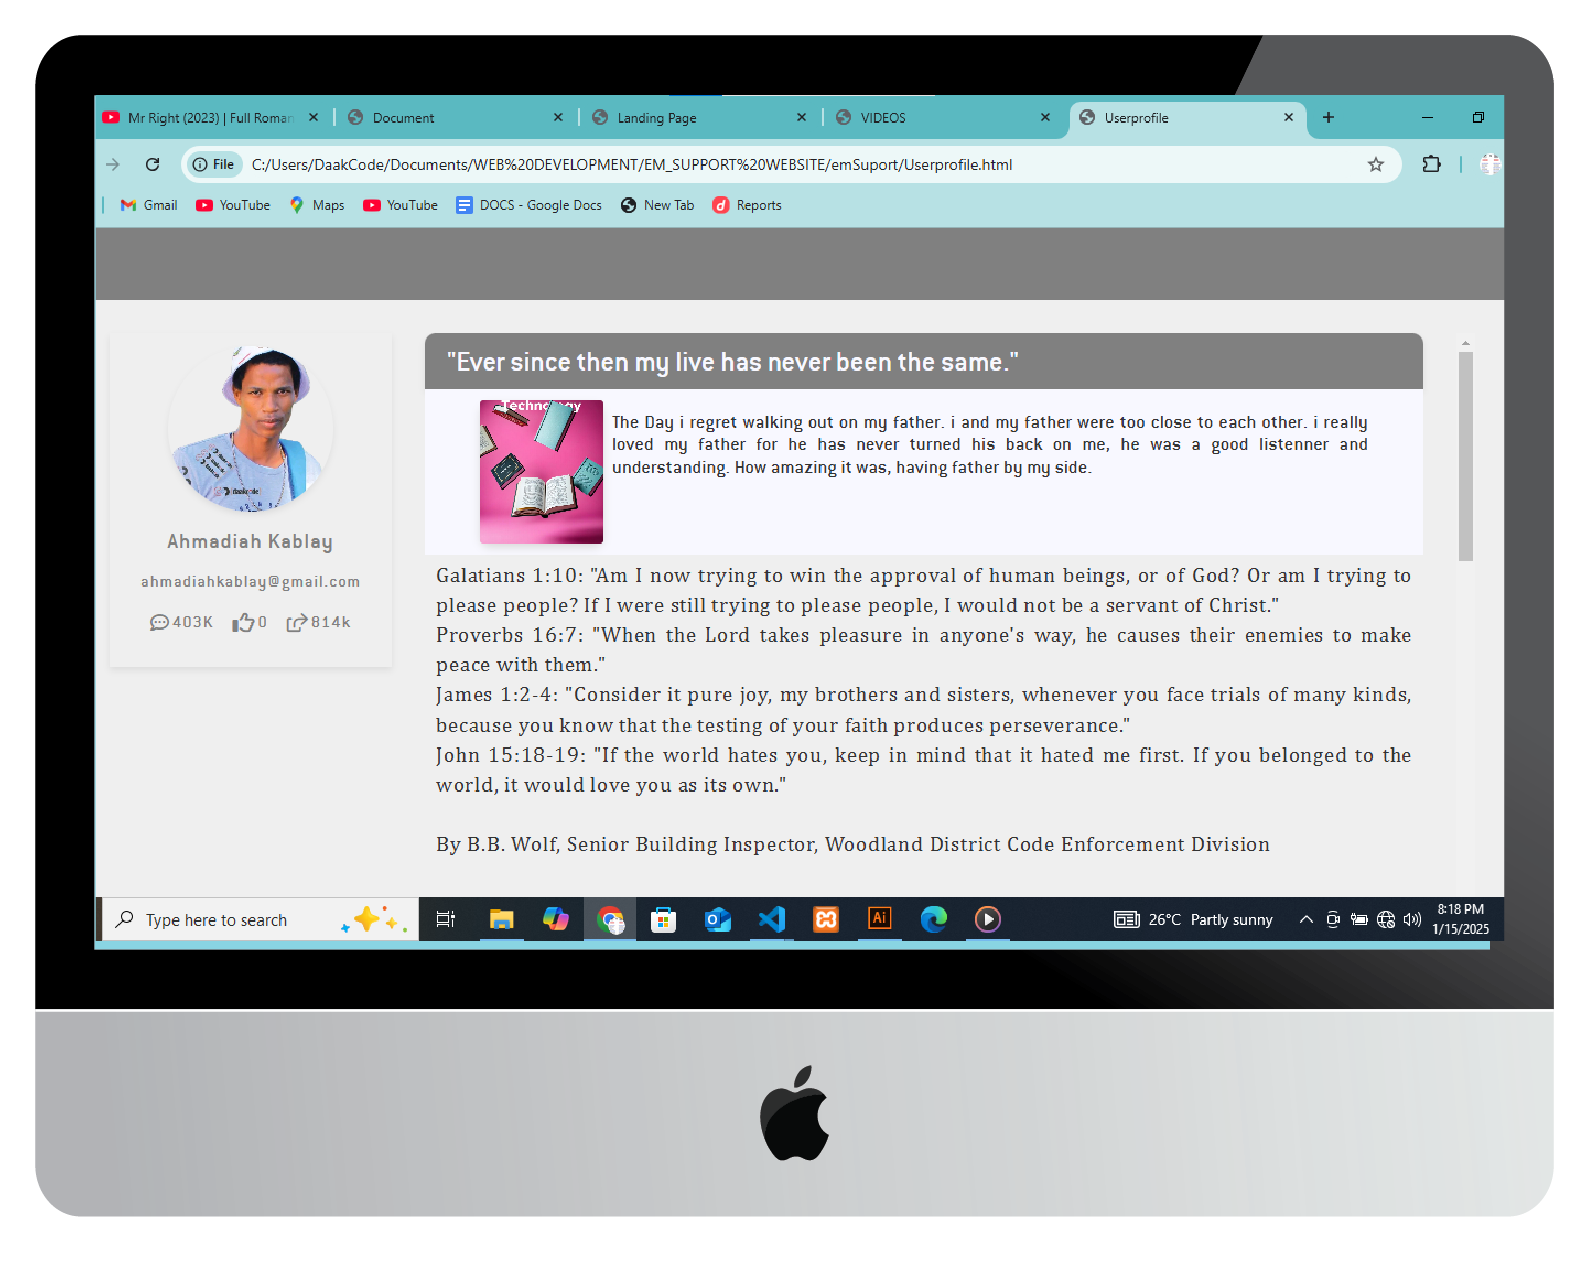 Mr Right (2023) | Full Roman
Document
Landing Page
VIDEOS
Userprofile
File
C:/Users/DaakCode/Documents/WEB%20DEVELOPMENT/EM_SUPPORT%20WEBSITE/emSuport/Userprofile.html
Gmail
YouTube
Maps
YouTube
DOCS - Google Docs
New Tab
Reports
daakcode
Ahmadiah Kablay
ahmadiahkablay@gmail.com
403K
0
814k
"Ever since then my live has never been the same."
The Day i regret walking out on my father. i and my father were too close to each other. i really
loved my father for he has never turned his back on me, he was a good listenner and
understanding. How amazing it was, having father by my side.
Galatians 1:10: "Am I now trying to win the approval of human beings, or of God? Or am I trying to
please people? If I were still trying to please people, I would not be a servant of Christ."
Proverbs 16:7: "When the Lord takes pleasure in anyone's way, he causes their enemies to make
peace with them."
James 1:2-4: "Consider it pure joy, my brothers and sisters, whenever you face trials of many kinds,
because you know that the testing of your faith produces perseverance."
John 15:18-19: "If the world hates you, keep in mind that it hated me first. If you belonged to the
world, it would love you as its own."
By B.B. Wolf, Senior Building Inspector, Woodland District Code Enforcement Division
Type here to search
Ai
26°C Partly sunny
8:18 PM
1/15/2025